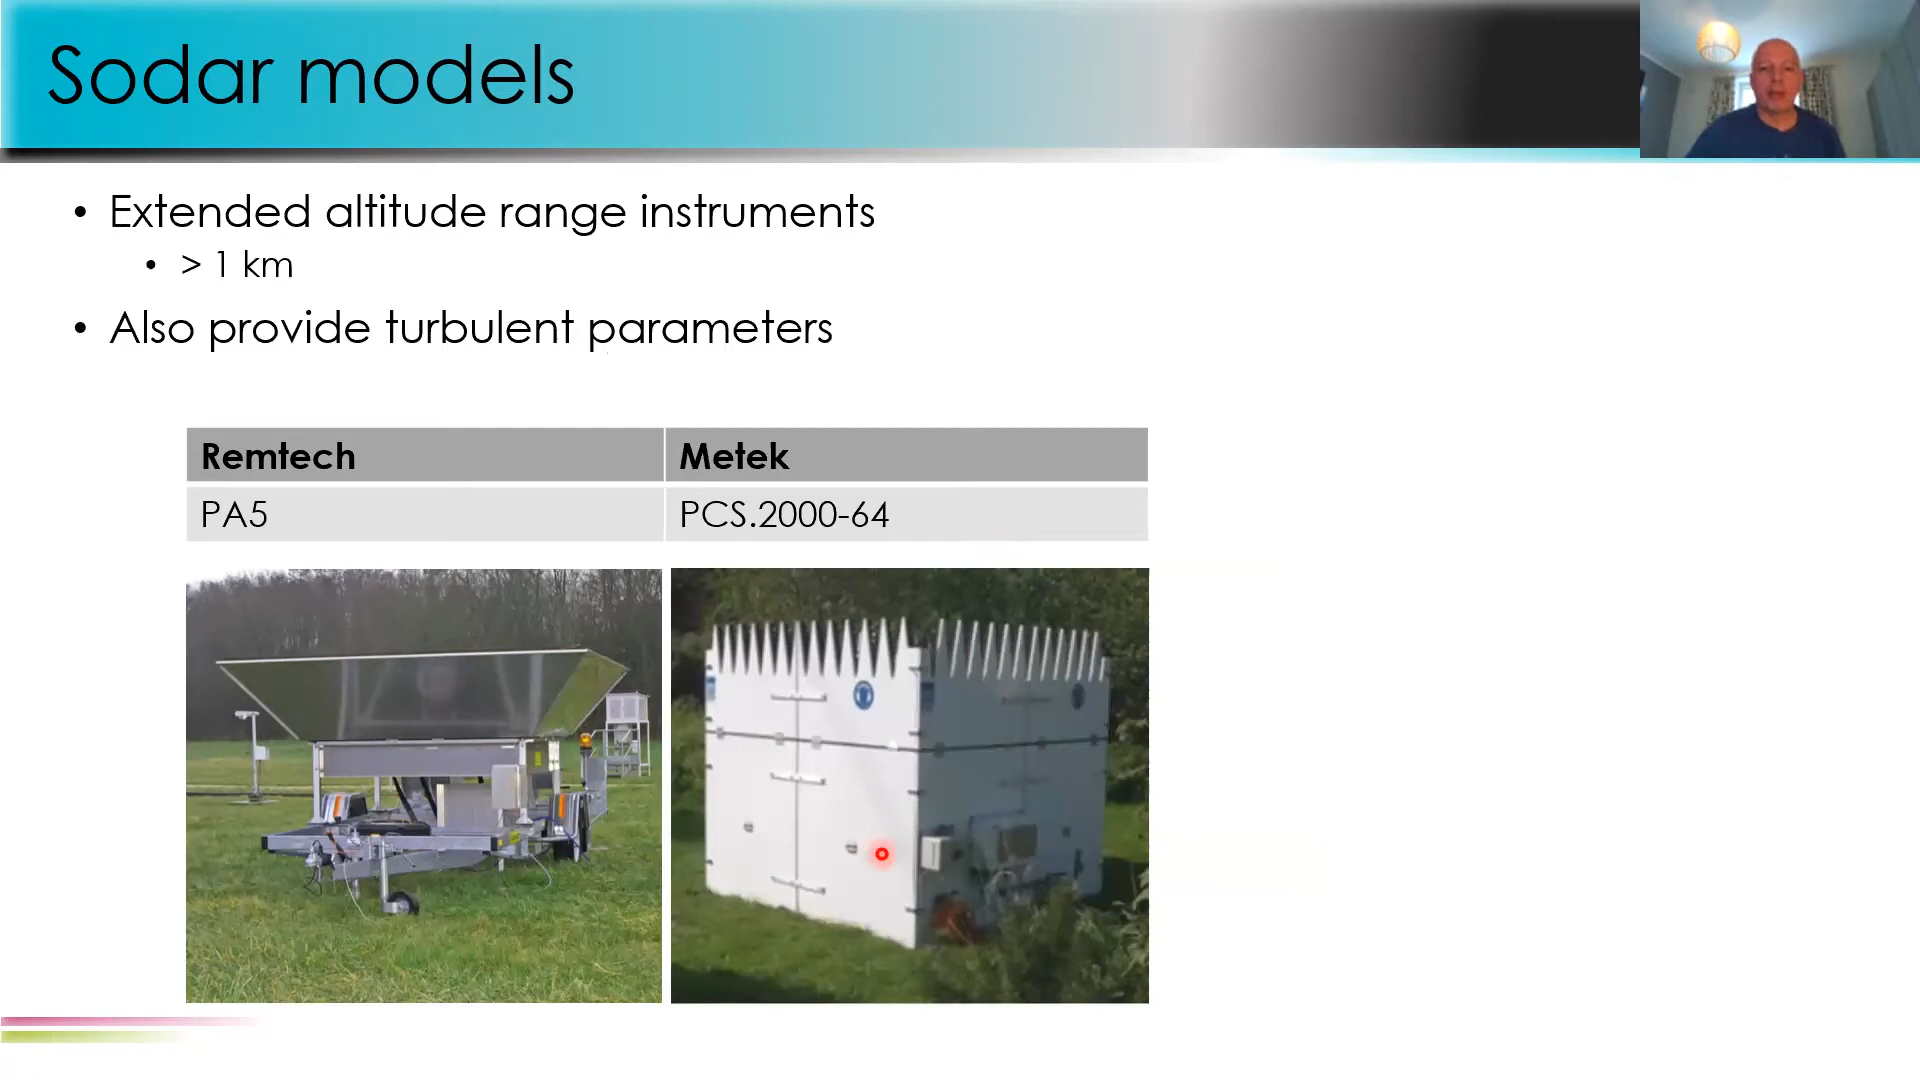 Sodar models
• Extended altitude range instruments
• > 1 km
• Also provide turbulent parameters
Remtech Metek
PA5 PCS.2000-64